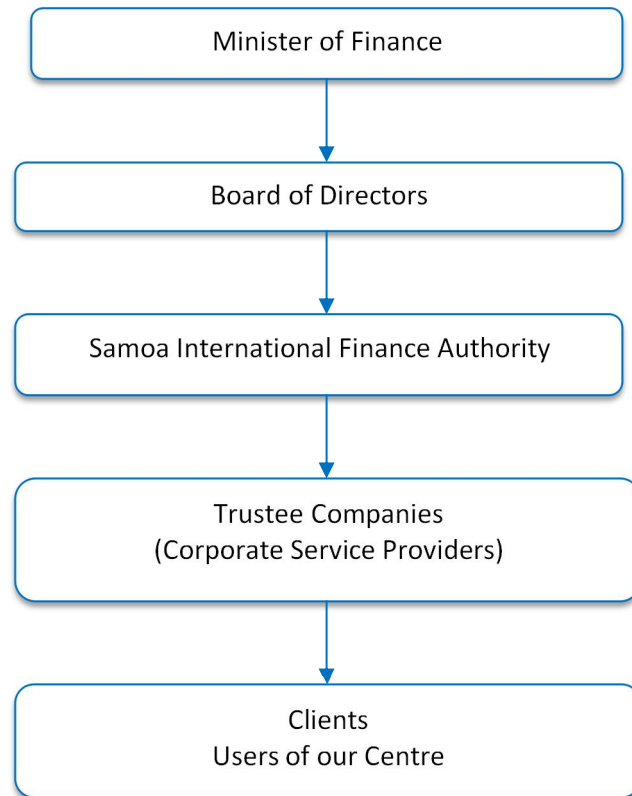 Minister of Finance
Board of Directors
Samoa International Finance Authority
Trustee Companies
(Corporate Service Providers)
Clients
Users of our Centre